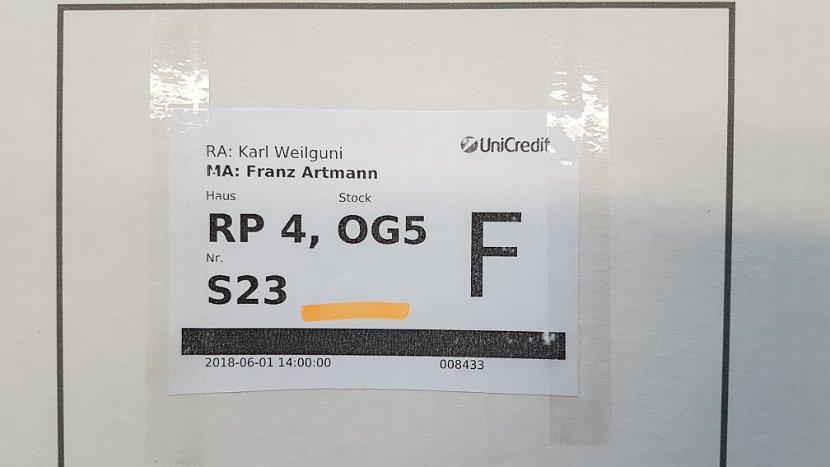 RA: Karl Weilguni
UniCredit
MA: Franz Artmann
Haus Stock
RP 4, OG5
F
Nr.
S23
2018-06-01 14:00:00 008433